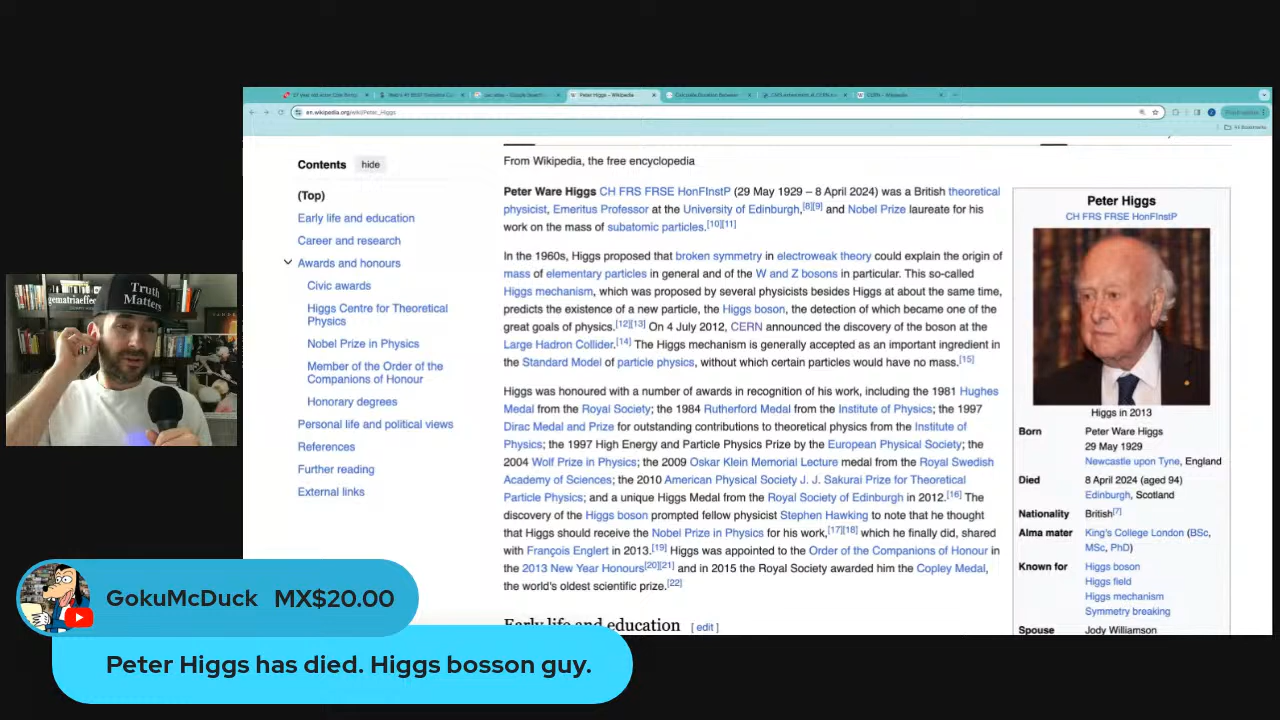 Peter Higgs – Wikipedia
CERN – Wikipedia
en.wikipedia.org/wiki/Peter_Higgs
All Bookmarks
Contents hide
(Top)
Early life and education
Career and research
Awards and honours
Civic awards
Higgs Centre for Theoretical
Physics
Nobel Prize in Physics
Member of the Order of the
Companions of Honour
Honorary degrees
Personal life and political views
References
Further reading
External links
From Wikipedia, the free encyclopedia
Peter Ware Higgs CH FRS FRSE HonFInstP (29 May 1929 – 8 April 2024) was a British theoretical
physicist, Emeritus Professor at the University of Edinburgh,[8][9] and Nobel Prize laureate for his
work on the mass of subatomic particles.[10][11]
In the 1960s, Higgs proposed that broken symmetry in electroweak theory could explain the origin of
mass of elementary particles in general and of the W and Z bosons in particular. This so-called
Higgs mechanism, which was proposed by several physicists besides Higgs at about the same time,
predicts the existence of a new particle, the Higgs boson, the detection of which became one of the
great goals of physics.[12][13] On 4 July 2012, CERN announced the discovery of the boson at the
Large Hadron Collider.[14] The Higgs mechanism is generally accepted as an important ingredient in
the Standard Model of particle physics, without which certain particles would have no mass.[15]
Higgs was honoured with a number of awards in recognition of his work, including the 1981 Hughes
Medal from the Royal Society; the 1984 Rutherford Medal from the Institute of Physics; the 1997
Dirac Medal and Prize for outstanding contributions to theoretical physics from the Institute of
Physics; the 1997 High Energy and Particle Physics Prize by the European Physical Society; the
2004 Wolf Prize in Physics; the 2009 Oskar Klein Memorial Lecture medal from the Royal Swedish
Academy of Sciences; the 2010 American Physical Society J. J. Sakurai Prize for Theoretical
Particle Physics; and a unique Higgs Medal from the Royal Society of Edinburgh in 2012.[16] The
discovery of the Higgs boson prompted fellow physicist Stephen Hawking to note that he thought
that Higgs should receive the Nobel Prize in Physics for his work,[17][18] which he finally did, shared
with François Englert in 2013.[19] Higgs was appointed to the Order of the Companions of Honour in
the 2013 New Year Honours[20][21] and in 2015 the Royal Society awarded him the Copley Medal,
the world's oldest scientific prize.[22]
Early life and education [ edit ]
Peter Higgs
CH FRS FRSE HonFInstP
Higgs in 2013
Born Peter Ware Higgs
29 May 1929
Newcastle upon Tyne, England
Died 8 April 2024 (aged 94)
Edinburgh, Scotland
Nationality British[7]
Alma mater King's College London (BSc,
MSc, PhD)
Known for Higgs boson
Higgs field
Higgs mechanism
Symmetry breaking
Spouse Jody Williamson
Truth
Matters
gematriaeffec
GokuMcDuck MX$20.00
Peter Higgs has died. Higgs bosson guy.